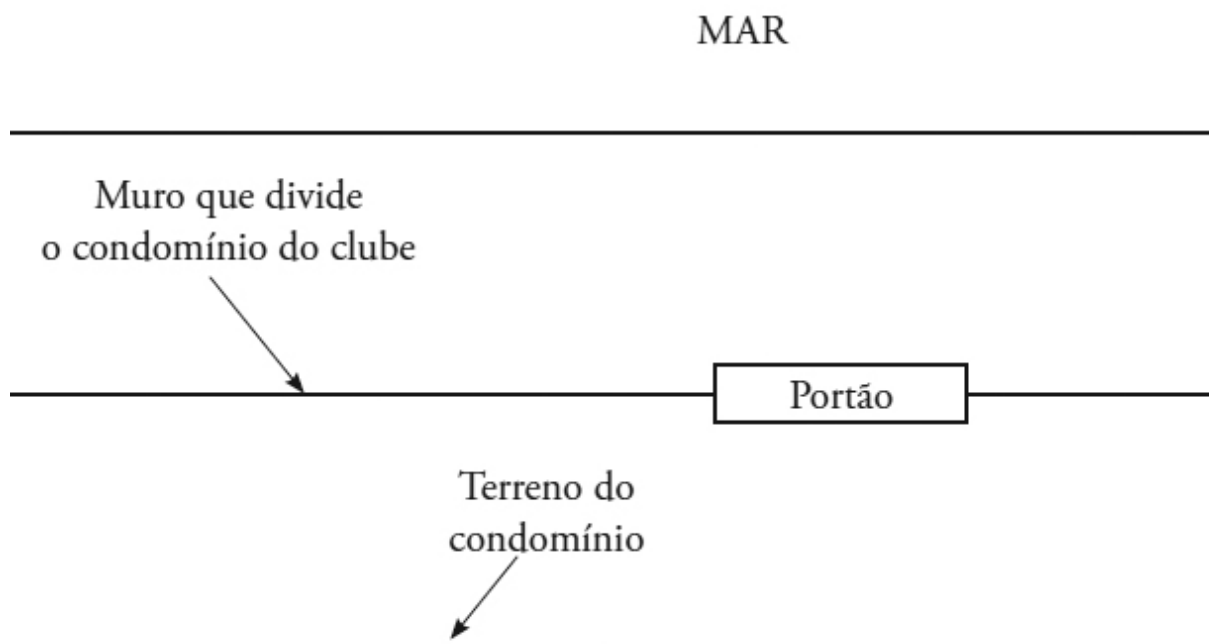 MAR
Muro que divide
o condomínio do clube
Portão
Terreno do
condomínio